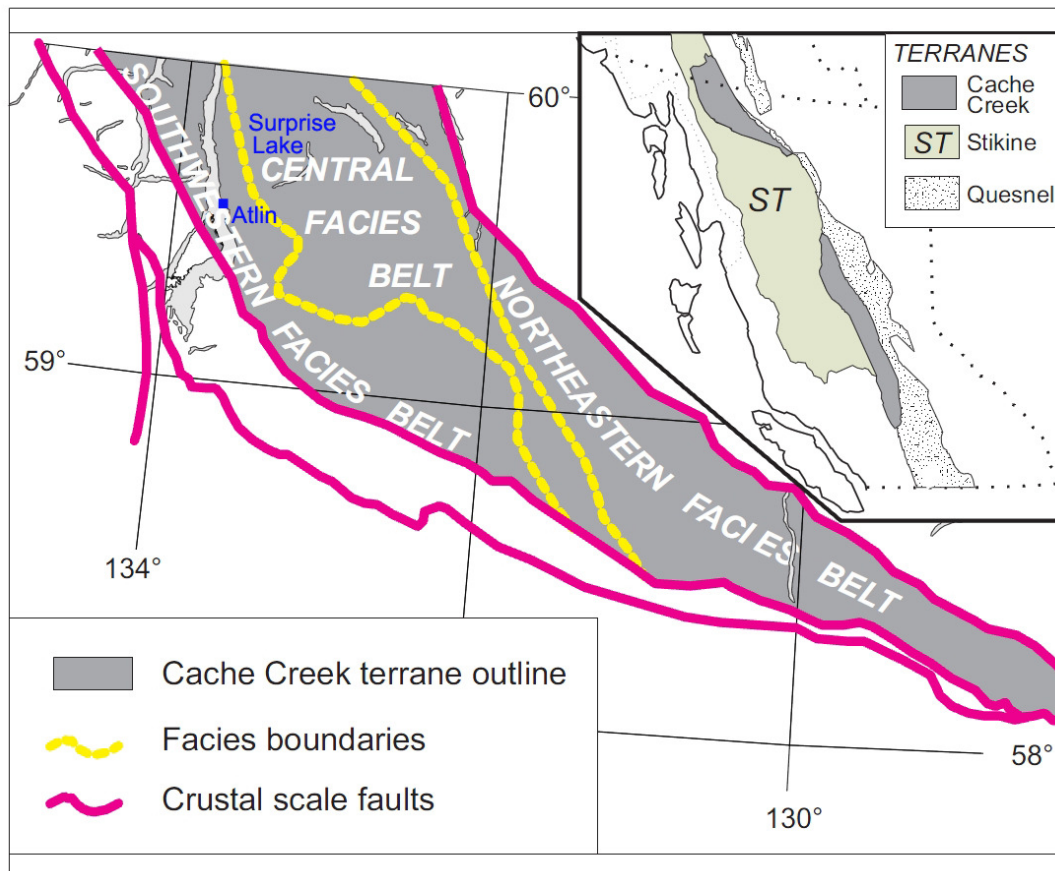 60°
TERRANES
Cache
Creek
ST Stikine
Quesnel
ST
Surprise
Lake
Atlin
SOUTHWESTERN FACIES BELT
CENTRAL
FACIES
BELT
NORTHEASTERN FACIES BELT
59°
134°
58°
130°
Cache Creek terrane outline
Facies boundaries
Crustal scale faults